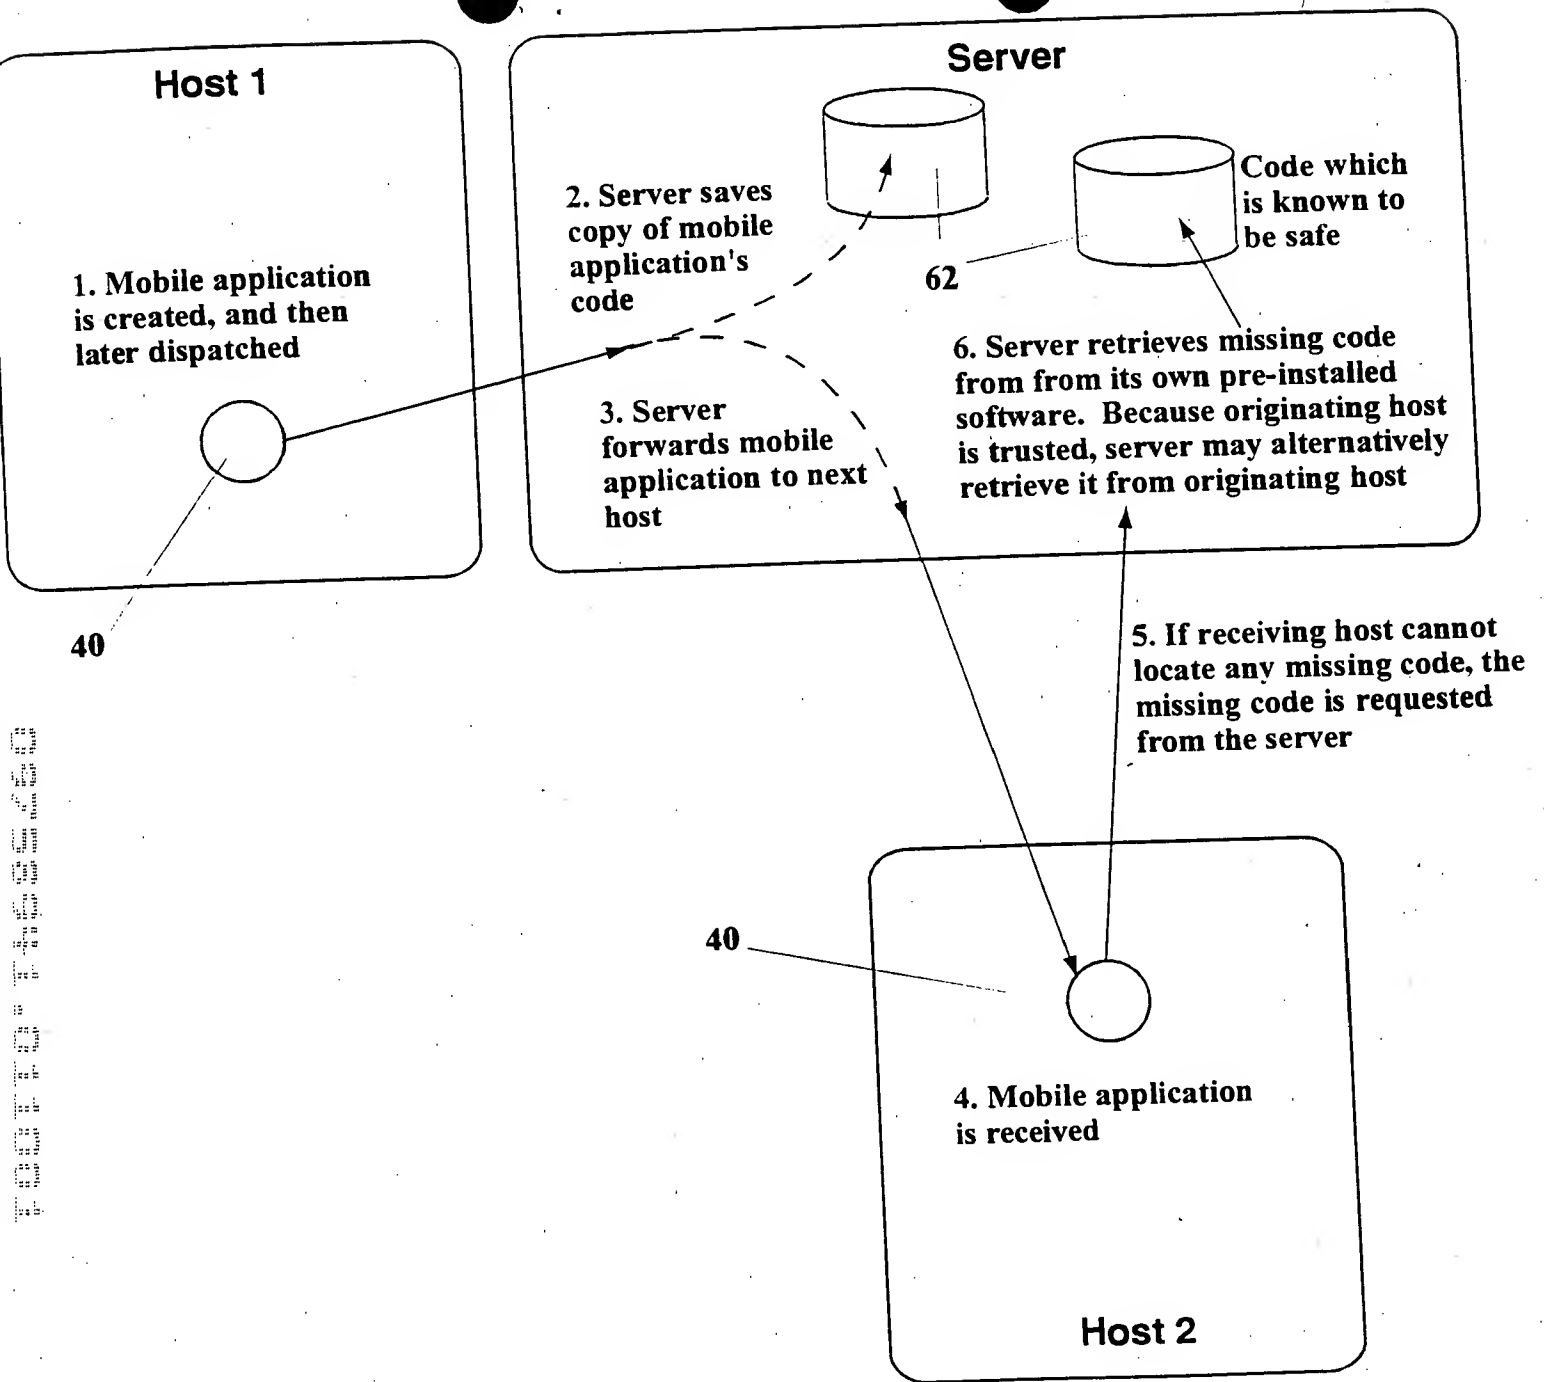 Host 1
1. Mobile application
is created, and then
later dispatched
40
Server
2. Server saves
copy of mobile
application's
code
62
Code which
is known to
be safe
3. Server
forwards mobile
application to next
host
6. Server retrieves missing code
from from its own pre-installed
software. Because originating host
is trusted, server may alternatively
retrieve it from originating host
5. If receiving host cannot
locate any missing code, the
missing code is requested
from the server
40
4. Mobile application
is received
Host 2